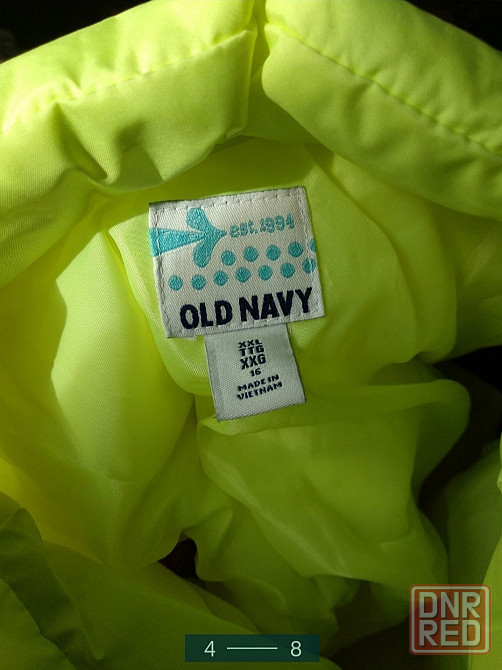 est. 1994
OLD NAVY
XXL
TTG
XXG
16
MADE IN
VIETNAM
DNR
RED
4 — 8